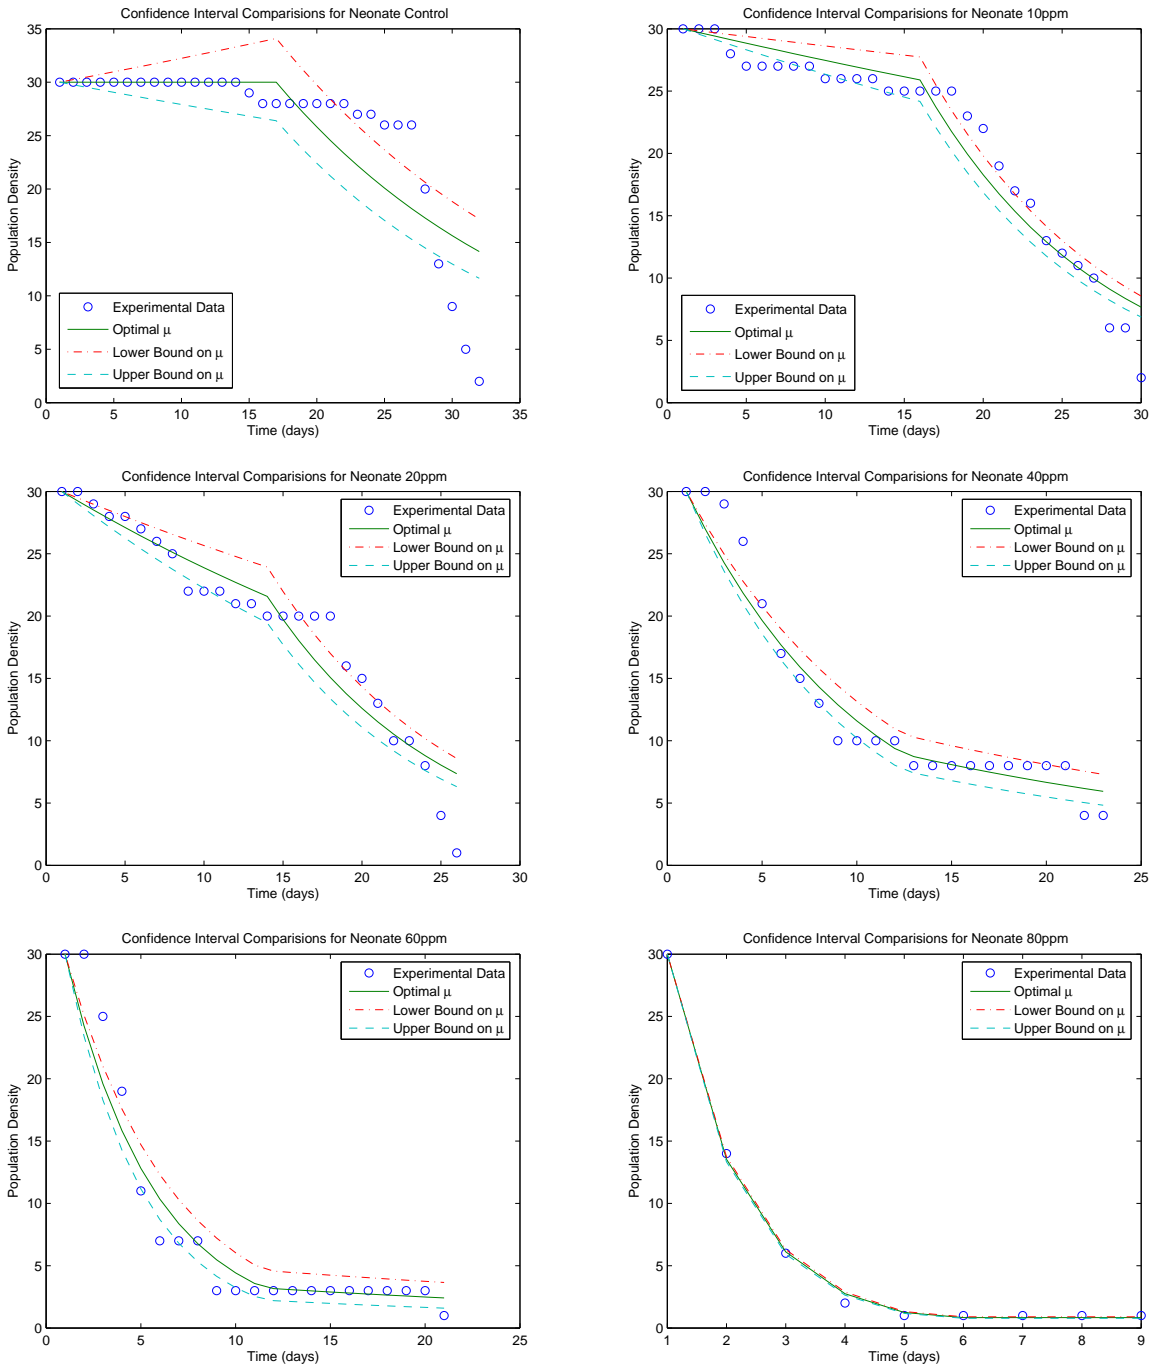 Confidence Interval Comparisions for Neonate Control
35
30
25
20
15
10
5
0
Population Density
Experimental Data
Optimal μ
Lower Bound on μ
Upper Bound on μ
0 5 10 15 20 25 30 35
Time (days)
Confidence Interval Comparisions for Neonate 10ppm
30
25
20
15
10
5
0
Population Density
Experimental Data
Optimal μ
Lower Bound on μ
Upper Bound on μ
0 5 10 15 20 25 30
Time (days)
Confidence Interval Comparisions for Neonate 20ppm
30
25
20
15
10
5
0
Population Density
Experimental Data
Optimal μ
Lower Bound on μ
Upper Bound on μ
0 5 10 15 20 25 30
Time (days)
Confidence Interval Comparisions for Neonate 40ppm
30
25
20
15
10
5
0
Population Density
Experimental Data
Optimal μ
Lower Bound on μ
Upper Bound on μ
0 5 10 15 20 25
Time (days)
Confidence Interval Comparisions for Neonate 60ppm
30
25
20
15
10
5
0
Population Density
Experimental Data
Optimal μ
Lower Bound on μ
Upper Bound on μ
0 5 10 15 20 25
Time (days)
Confidence Interval Comparisions for Neonate 80ppm
30
25
20
15
10
5
0
Population Density
Experimental Data
Optimal μ
Lower Bound on μ
Upper Bound on μ
1 2 3 4 5 6 7 8 9
Time (days)